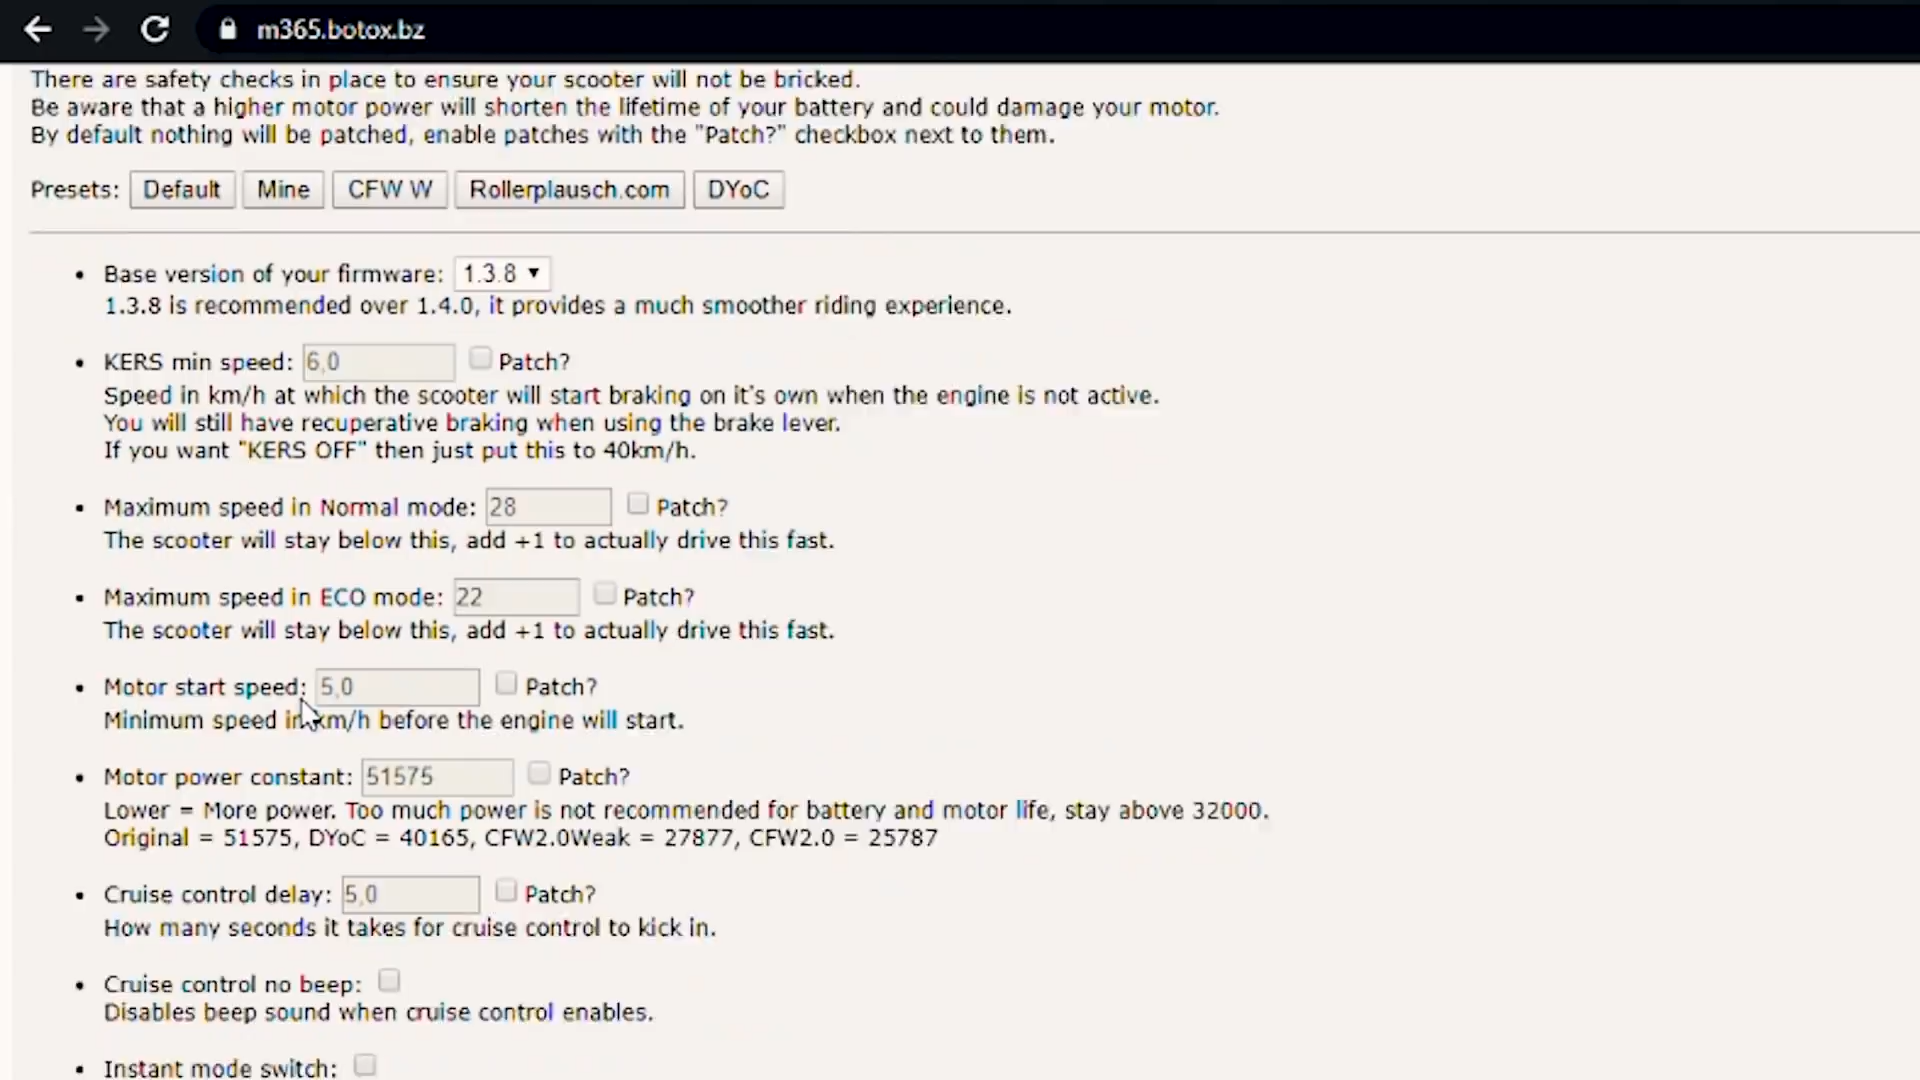 m365.botox.bz
There are safety checks in place to ensure your scooter will not be bricked.
Be aware that a higher motor power will shorten the lifetime of your battery and could damage your motor.
By default nothing will be patched, enable patches with the "Patch?" checkbox next to them.
Presets: Default Mine CFW W Rollerplausch.com DYoC
• Base version of your firmware: 1.3.8
1.3.8 is recommended over 1.4.0, it provides a much smoother riding experience.
• KERS min speed: 6,0 Patch?
Speed in km/h at which the scooter will start braking on it's own when the engine is not active.
You will still have recuperative braking when using the brake lever.
If you want "KERS OFF" then just put this to 40km/h.
• Maximum speed in Normal mode: 28 Patch?
The scooter will stay below this, add +1 to actually drive this fast.
• Maximum speed in ECO mode: 22 Patch?
The scooter will stay below this, add +1 to actually drive this fast.
• Motor start speed: 5,0 Patch?
Minimum speed in km/h before the engine will start.
• Motor power constant: 51575 Patch?
Lower = More power. Too much power is not recommended for battery and motor life, stay above 32000.
Original = 51575, DYoC = 40165, CFW2.0Weak = 27877, CFW2.0 = 25787
• Cruise control delay: 5,0 Patch?
How many seconds it takes for cruise control to kick in.
• Cruise control no beep:
Disables beep sound when cruise control enables.
• Instant mode switch: